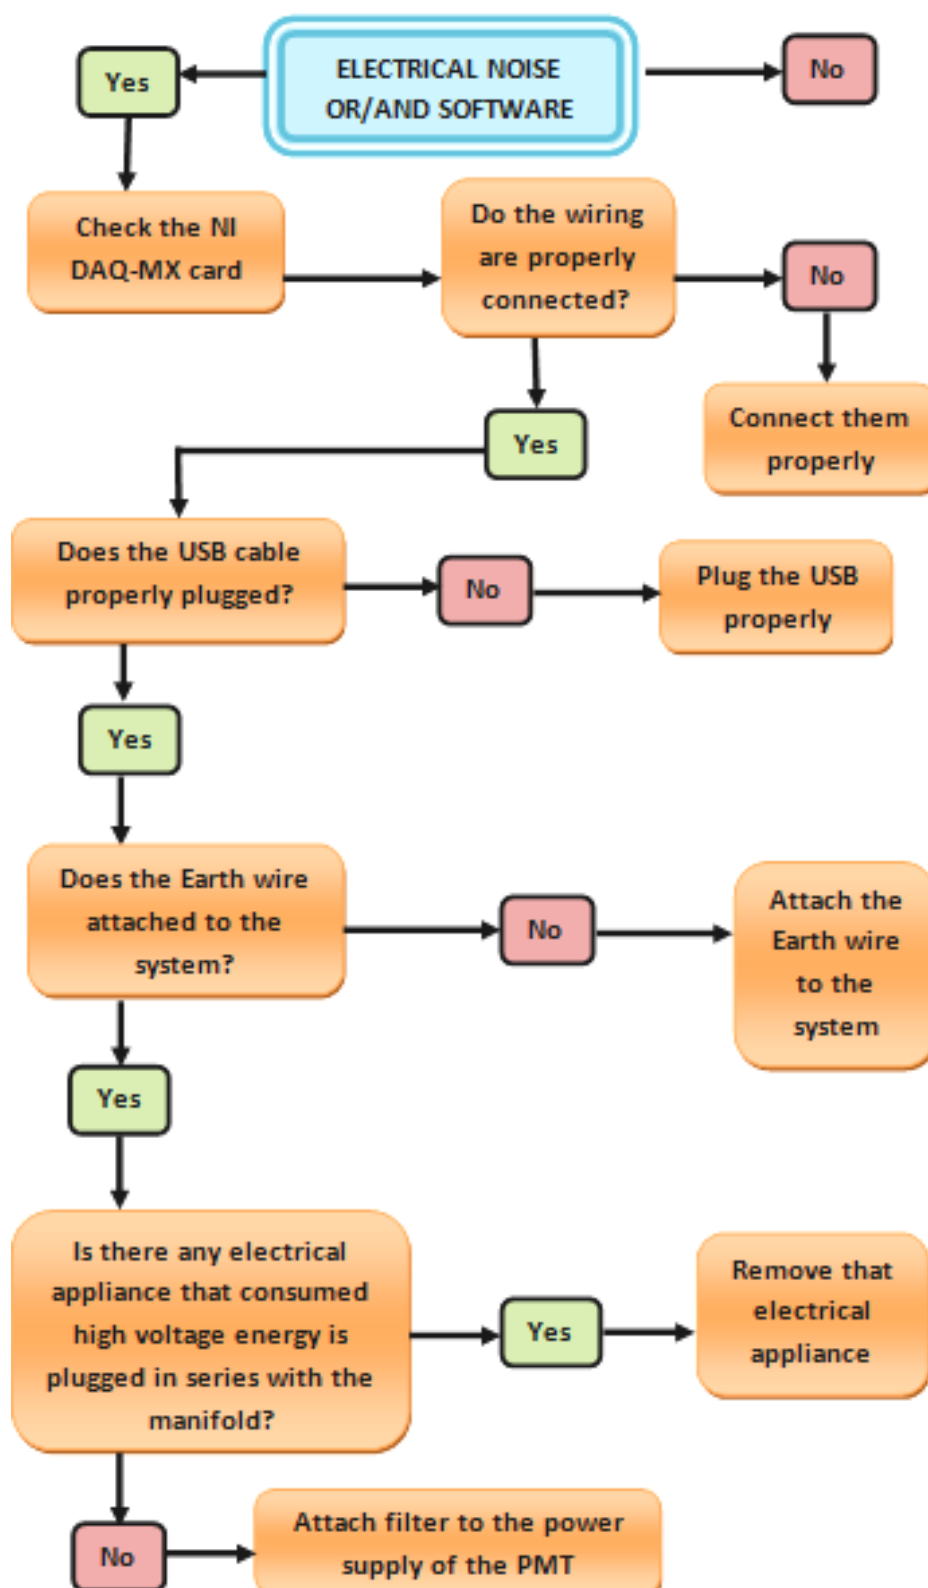 ELECTRICAL NOISE
OR/AND SOFTWARE
Yes
No
Check the NI
DAQ-MX card
Do the wiring
are properly
connected?
No
Connect them
properly
Yes
Does the USB cable
properly plugged?
No
Plug the USB
properly
Yes
Does the Earth wire
attached to the
system?
No
Attach the
Earth wire
to the
system
Yes
Is there any electrical
appliance that consumed
high voltage energy is
plugged in series with the
manifold?
Yes
Remove that
electrical
appliance
No
Attach filter to the power
supply of the PMT